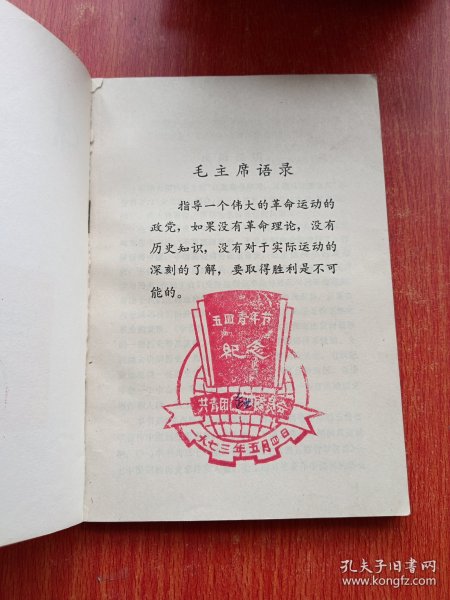 毛主席语录
指导一个伟大的革命运动的
政党，如果没有革命理论，没有
历史知识，没有对于实际运动的
深刻的了解，要取得胜利是不可
能的。
五四青年节
纪念
共青团 委员会
一九七三年五月四日
孔夫子旧书网
www.kongfz.com